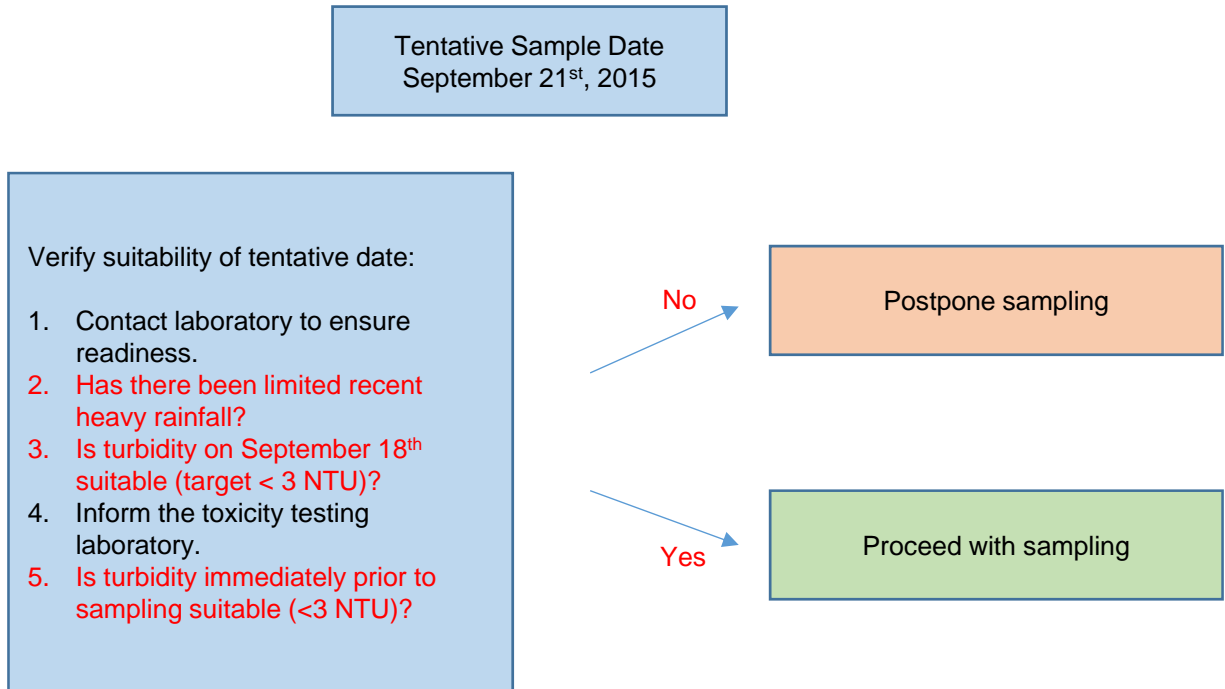 Tentative Sample Date
September 21st, 2015
Verify suitability of tentative date:
1. Contact laboratory to ensure
readiness.
2. Has there been limited recent
heavy rainfall?
3. Is turbidity on September 18th
suitable (target < 3 NTU)?
4. Inform the toxicity testing
laboratory.
5. Is turbidity immediately prior to
sampling suitable (<3 NTU)?
No
Postpone sampling
Yes
Proceed with sampling